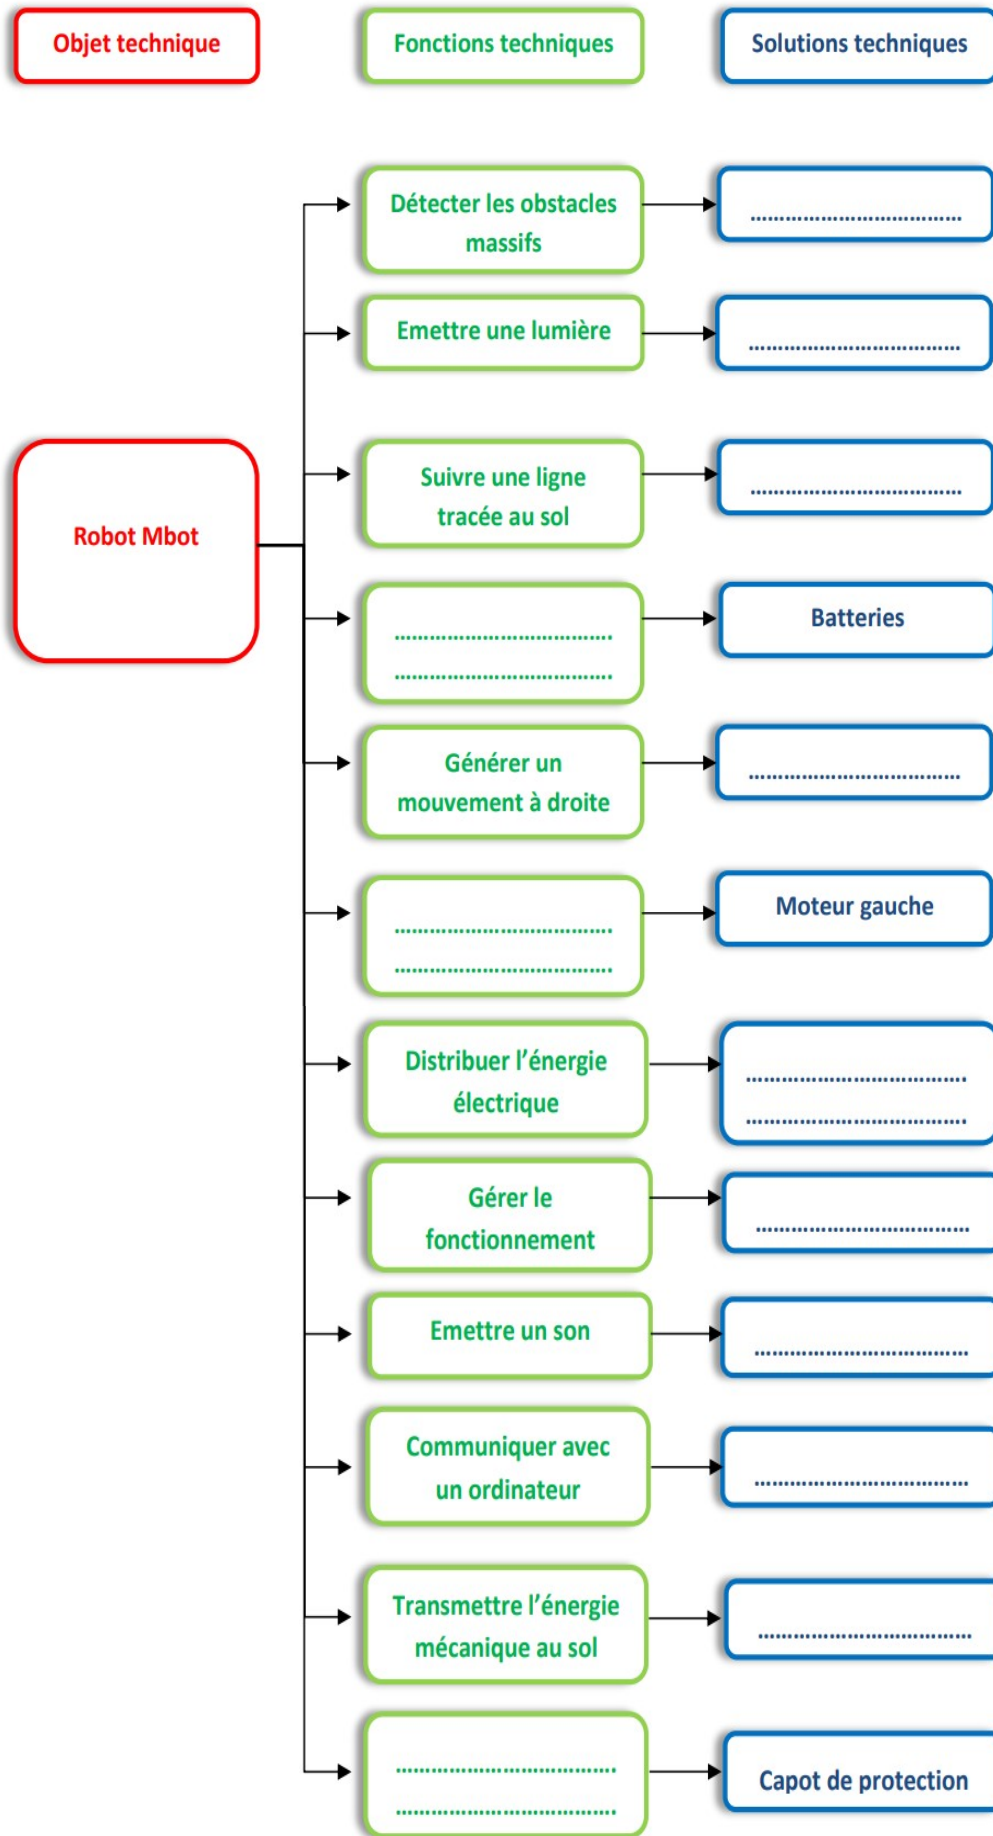 Objet technique
Fonctions techniques
Solutions techniques
Détecter les obstacles
massifs
....................................
Emettre une lumière
....................................
Suivre une ligne
tracée au sol
....................................
Robot Mbot
.....................................
.....................................
Batteries
Générer un
mouvement à droite
....................................
.....................................
.....................................
Moteur gauche
Distribuer l’énergie
électrique
.....................................
.....................................
Gérer le
fonctionnement
....................................
Emettre un son
....................................
Communiquer avec
un ordinateur
....................................
Transmettre l’énergie
mécanique au sol
....................................
.....................................
.....................................
Capot de protection